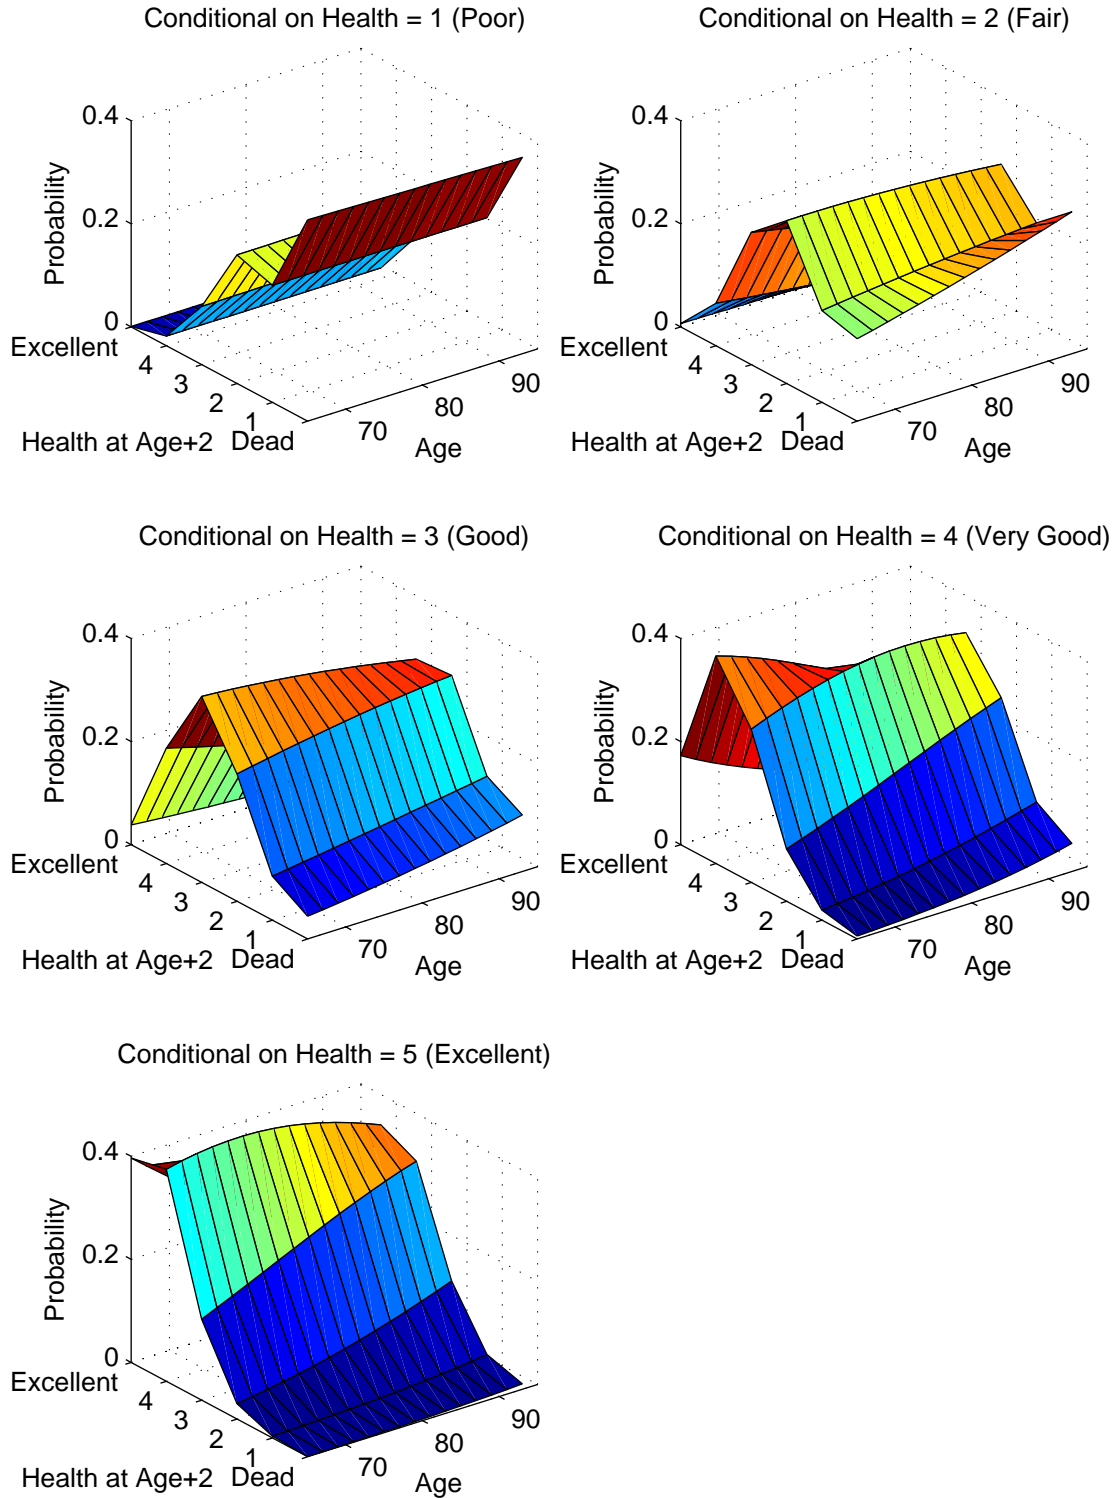 Conditional on Health = 1 (Poor)
0.4
0.2
0
Probability
Excellent
4
3
2
1
Dead
Health at Age+2
70
80
90
Age
Conditional on Health = 2 (Fair)
0.4
0.2
0
Probability
Excellent
4
3
2
1
Dead
Health at Age+2
70
80
90
Age
Conditional on Health = 3 (Good)
0.4
0.2
0
Probability
Excellent
4
3
2
1
Dead
Health at Age+2
70
80
90
Age
Conditional on Health = 4 (Very Good)
0.4
0.2
0
Probability
Excellent
4
3
2
1
Dead
Health at Age+2
70
80
90
Age
Conditional on Health = 5 (Excellent)
0.4
0.2
0
Probability
Excellent
4
3
2
1
Dead
Health at Age+2
70
80
90
Age